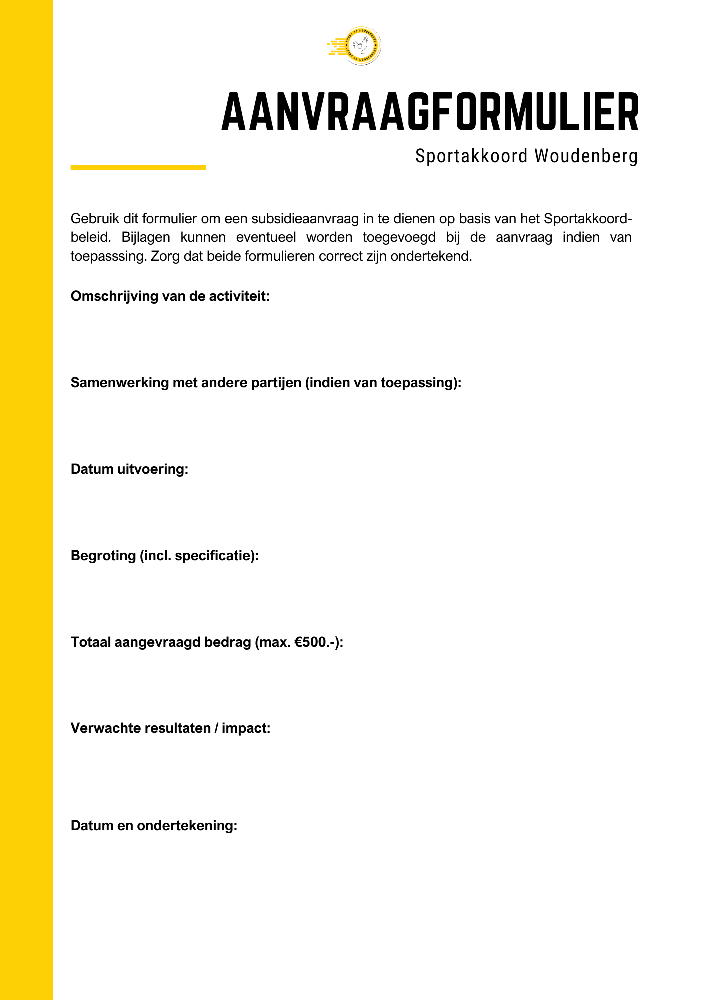 SPORT IN WOUDENBERG
SPORT IN WOUDENBERG
AANVRAAGFORMULIER
Sportakkoord Woudenberg
Gebruik dit formulier om een subsidieaanvraag in te dienen op basis van het Sportakkoord-
beleid. Bijlagen kunnen eventueel worden toegevoegd bij de aanvraag indien van
toepasssing. Zorg dat beide formulieren correct zijn ondertekend.
Omschrijving van de activiteit:
Samenwerking met andere partijen (indien van toepassing):
Datum uitvoering:
Begroting (incl. specificatie):
Totaal aangevraagd bedrag (max. €500.-):
Verwachte resultaten / impact:
Datum en ondertekening: